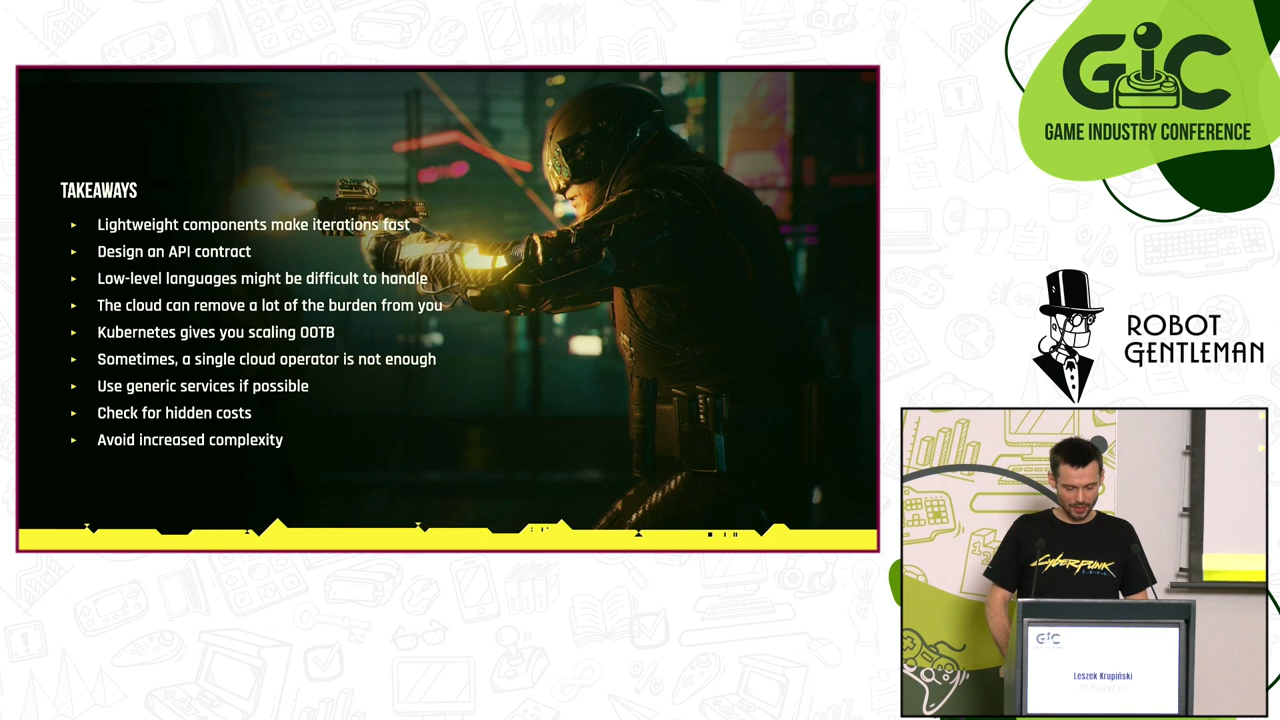 TAKEAWAYS
Lightweight components make iterations fast
Design an API contract
Low-level languages might be difficult to handle
The cloud can remove a lot of the burden from you
Kubernetes gives you scaling OOTB
Sometimes, a single cloud operator is not enough
Use generic services if possible
Check for hidden costs
Avoid increased complexity
GIC
GAME INDUSTRY CONFERENCE
ROBOT
GENTLEMAN
CYBERPUNK
GIC
Leszek Krupiński